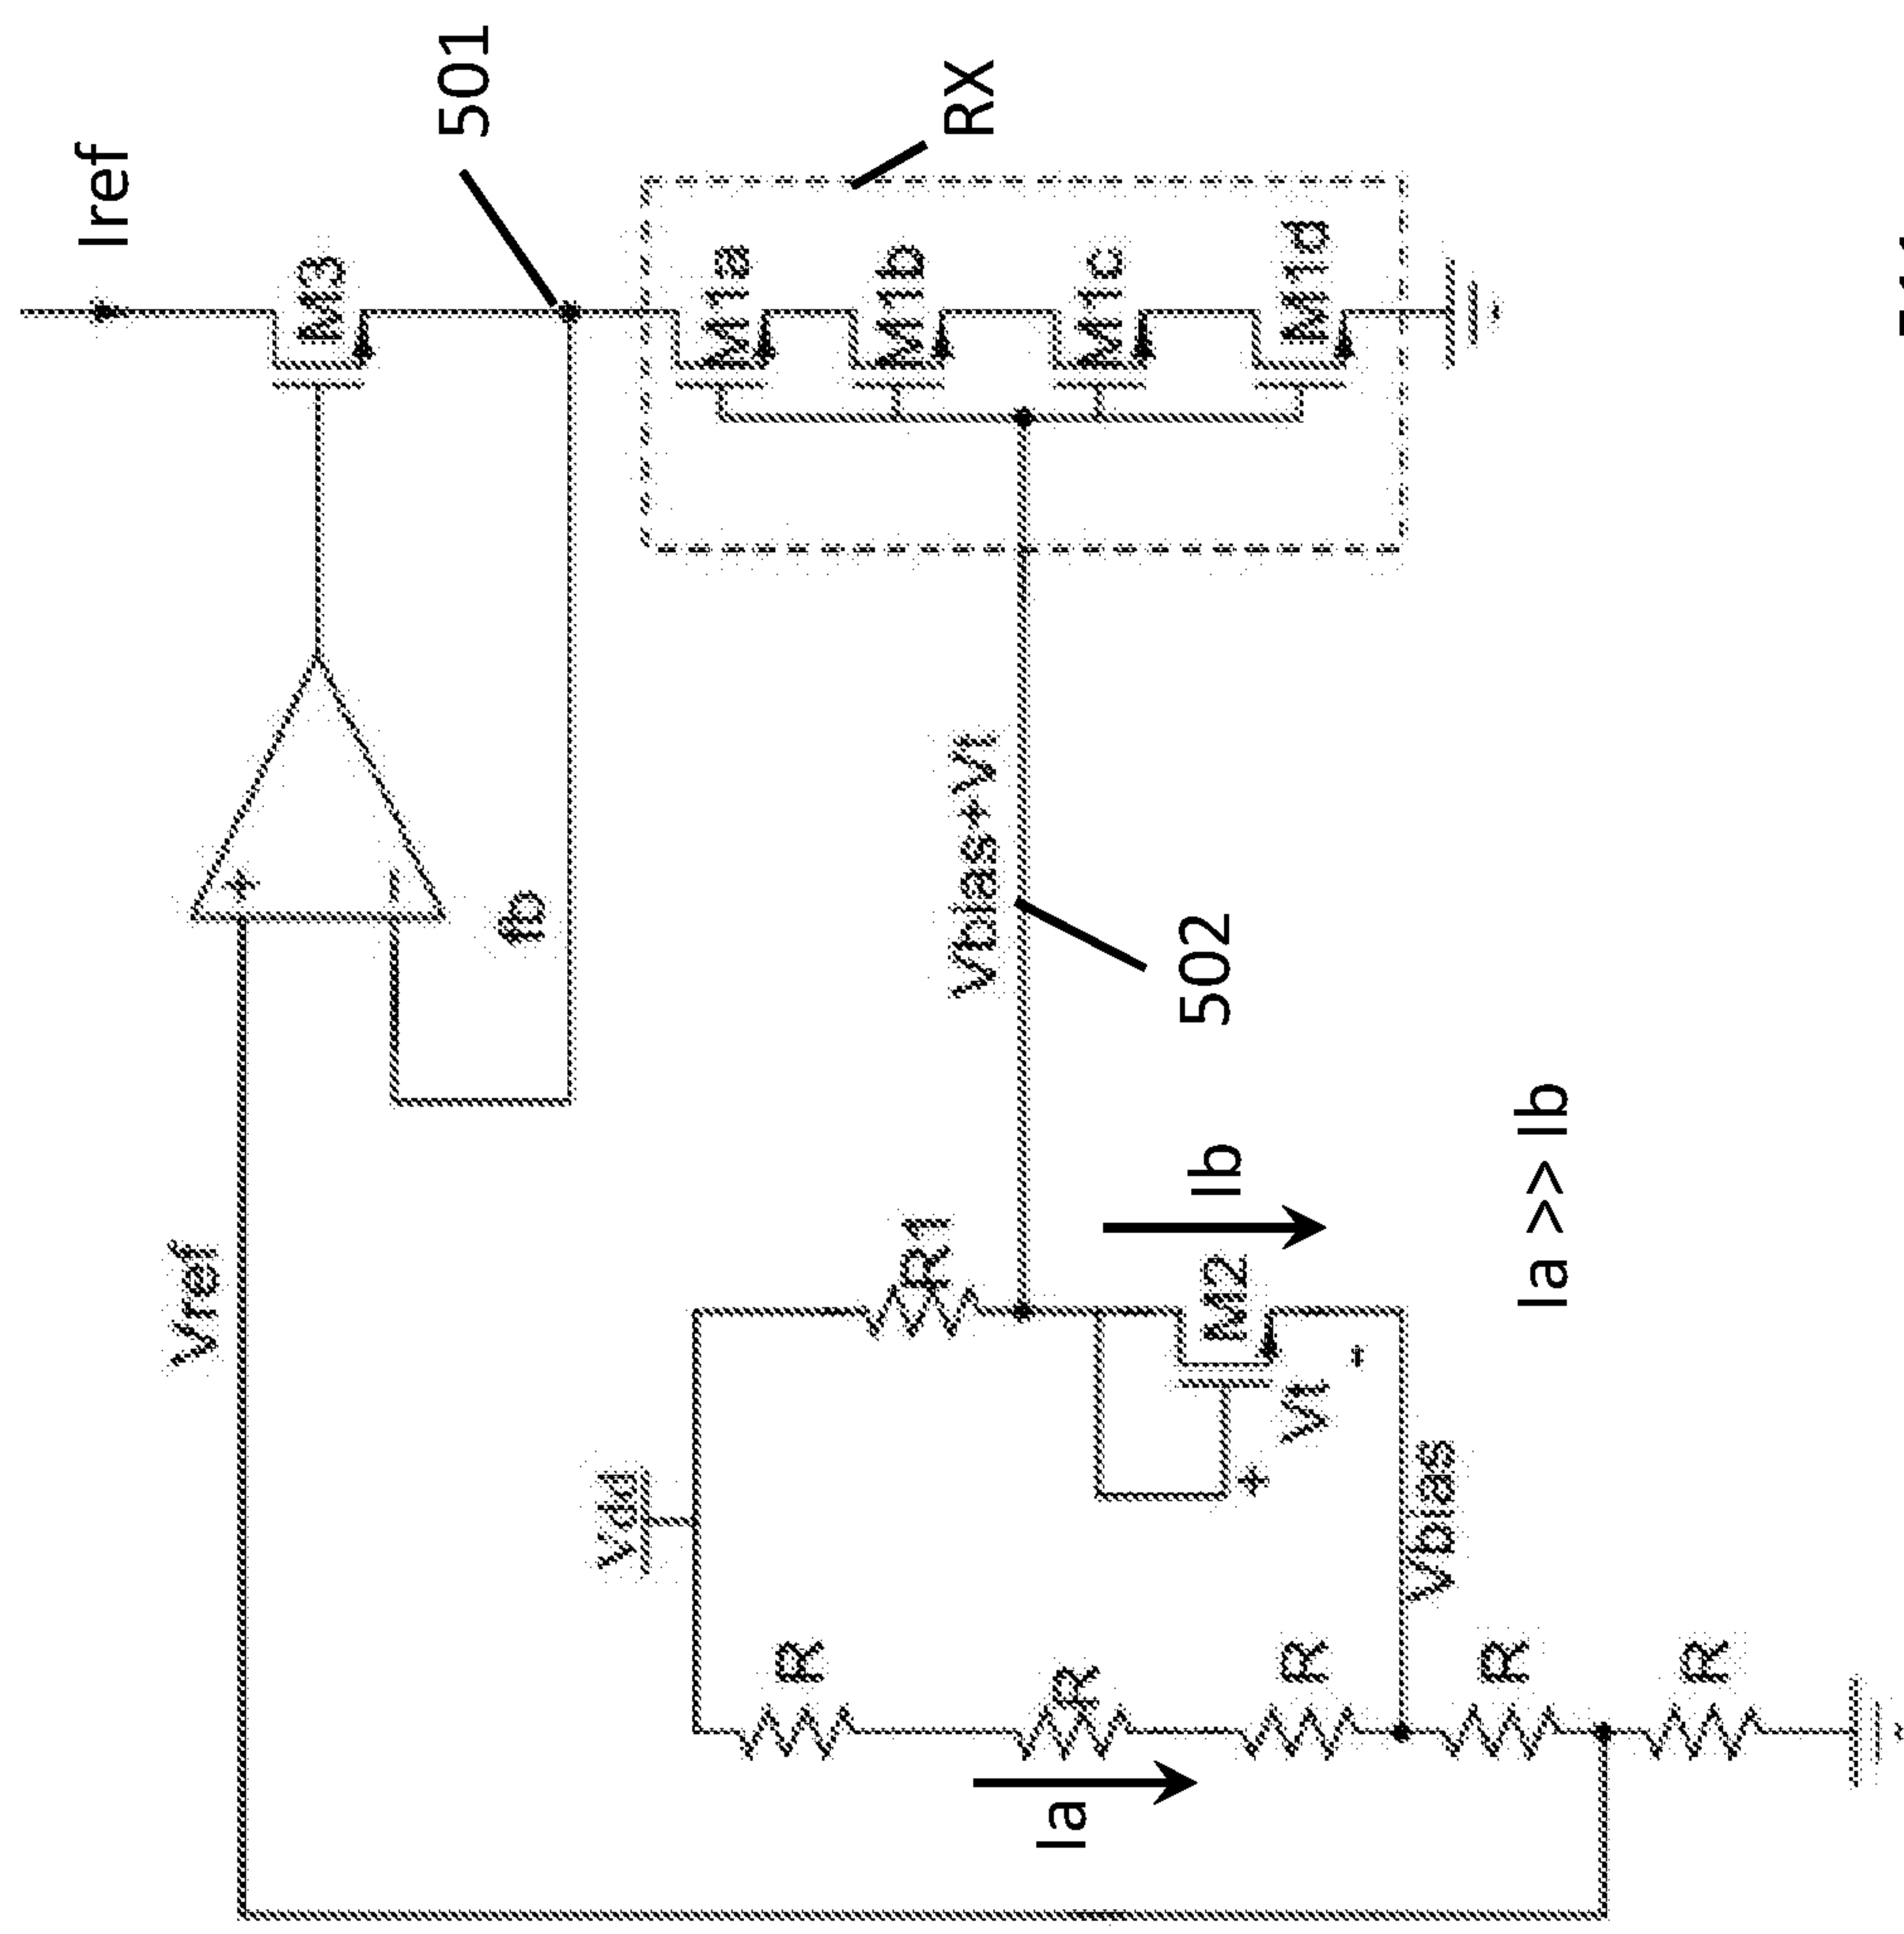 Iref
M3
501
Vref
+
-
fb
RX
M1a
M1b
M1c
M1d
Vbias+Vt
502
Vdd
R1
Ib
M2
+
Vt
-
Vbias
R
R
R
R
R
Ia
Ia >> Ib